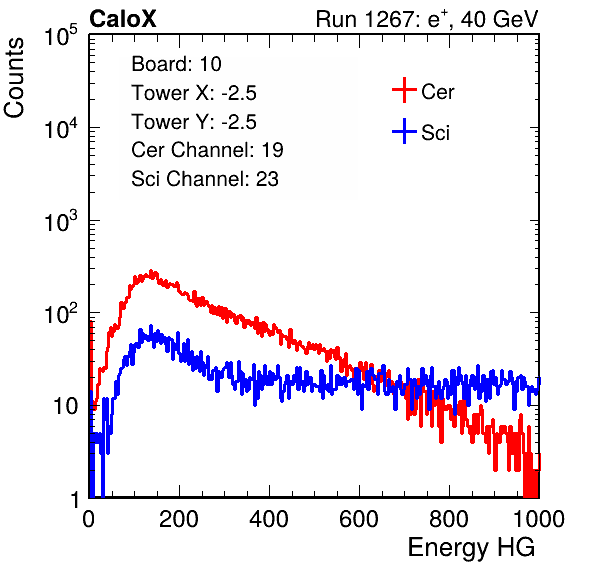 CaloX Run 1267: e+, 40 GeV
Counts
10^5
10^4
10^3
10^2
10
1
Board: 10
Tower X: -2.5
Tower Y: -2.5
Cer Channel: 19
Sci Channel: 23
Cer
Sci
0 200 400 600 800 1000
Energy HG